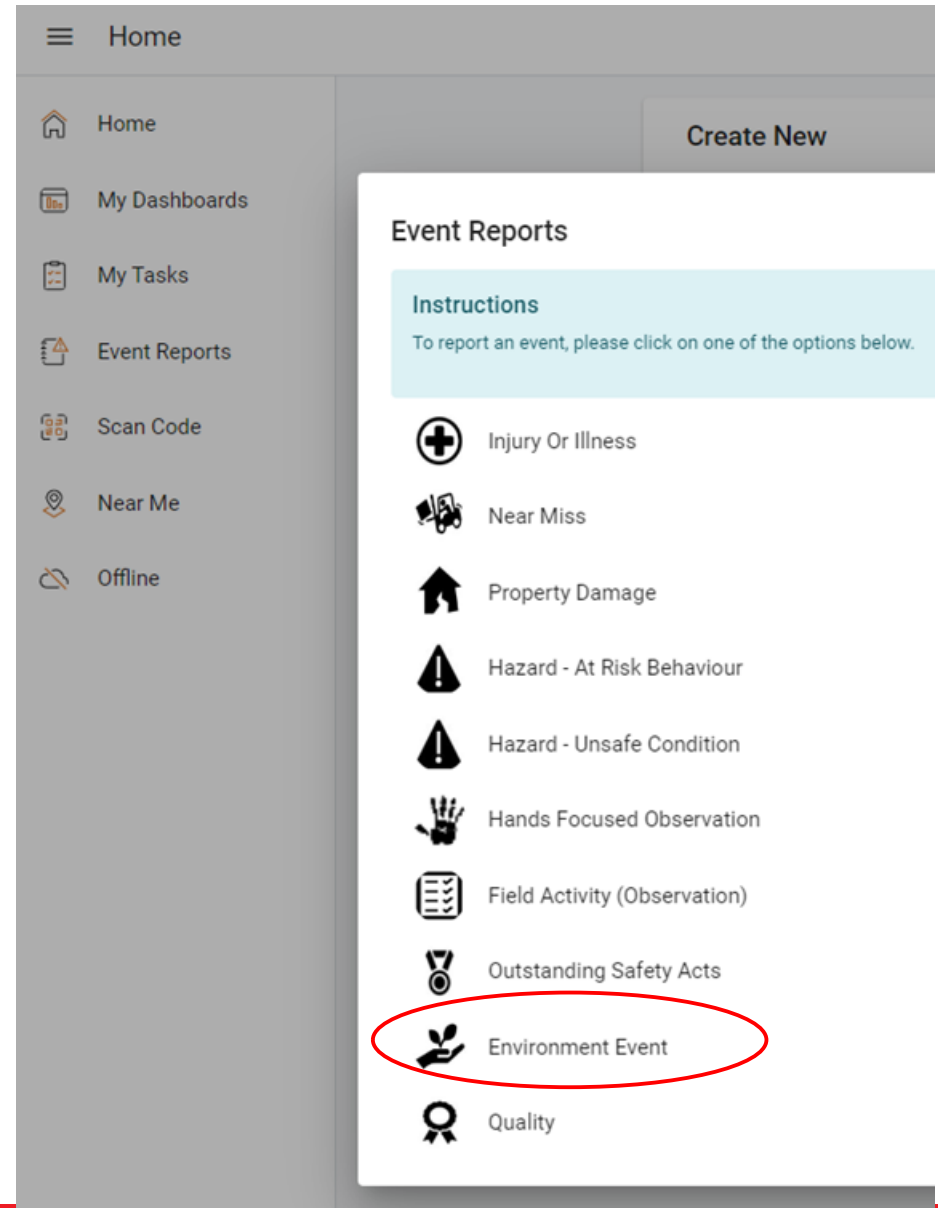 Home
Home
My Dashboards
My Tasks
Event Reports
Scan Code
Near Me
Offline
Create New
Event Reports
Instructions
To report an event, please click on one of the options below.
Injury Or Illness
Near Miss
Property Damage
Hazard - At Risk Behaviour
Hazard - Unsafe Condition
Hands Focused Observation
Field Activity (Observation)
Outstanding Safety Acts
Environment Event
Quality